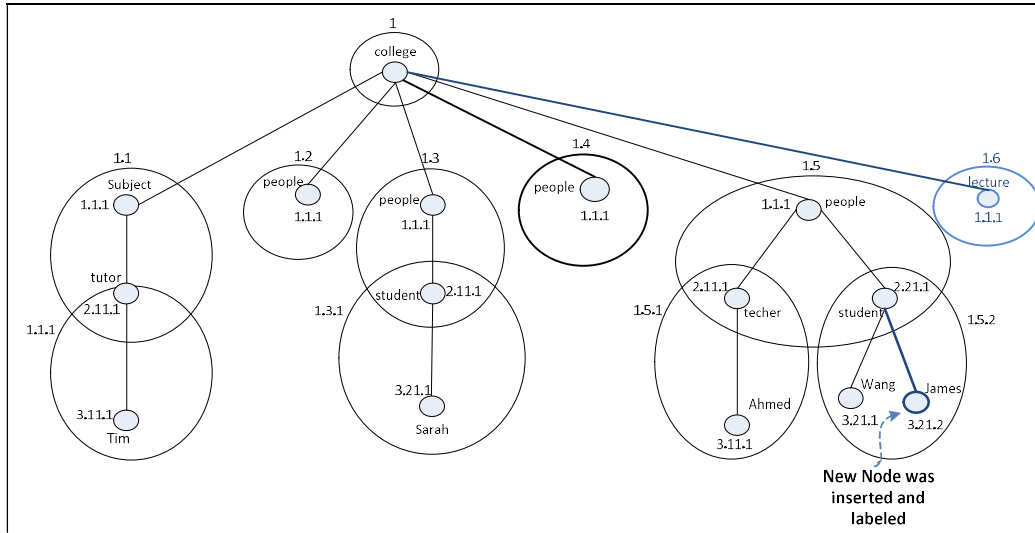 1
college
1.1
1.2
1.3
1.4
1.5
1.6
Subject
people
people
people
people
lecture
1.1.1
1.1.1
1.1.1
1.1.1
1.1.1
1.1.1
tutor
2.11.1
student
2.11.1
2.11.1
techer
2.21.1
student
1.1.1
1.3.1
1.5.1
1.5.2
3.11.1
Tim
3.21.1
Sarah
Ahmed
3.11.1
Wang
3.21.1
James
3.21.2
New Node was
inserted and
labeled